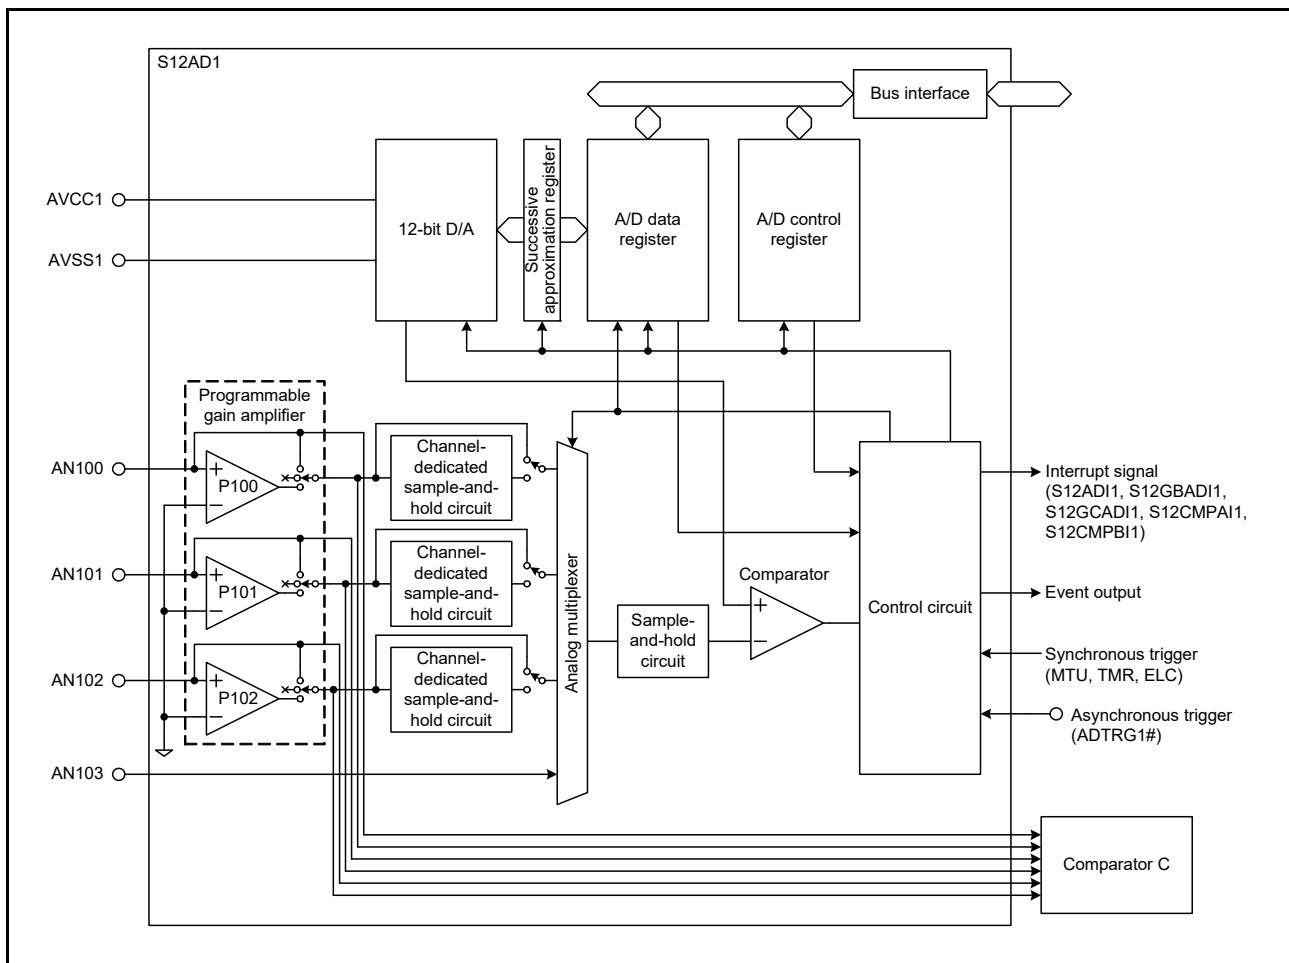 S12AD1
Bus interface
AVCC1
AVSS1
12-bit D/A
Successive
approximation register
A/D data
register
A/D control
register
Programmable
gain amplifier
AN100
+
P100
−
Channel-
dedicated
sample-and-
hold circuit
AN101
+
P101
−
Channel-
dedicated
sample-and-
hold circuit
AN102
+
P102
−
Channel-
dedicated
sample-and-
hold circuit
AN103
Analog multiplexer
Sample-
and-hold
circuit
Comparator
+
−
Control circuit
Interrupt signal
(S12ADI1, S12GBADI1,
S12GCADI1, S12CMPAI1,
S12CMPBI1)
Event output
Synchronous trigger
(MTU, TMR, ELC)
Asynchronous trigger
(ADTRG1#)
Comparator C